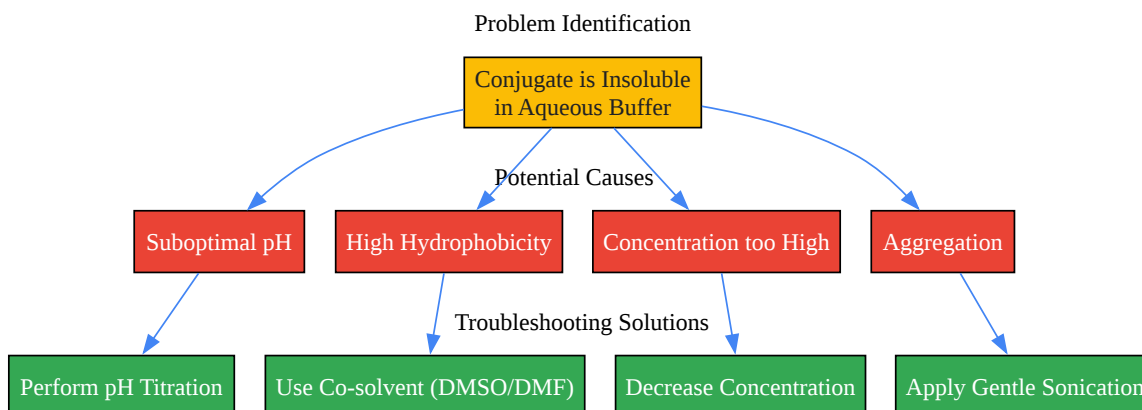 Problem Identification
Conjugate is Insoluble
in Aqueous Buffer
Potential Causes
Suboptimal pH
High Hydrophobicity
Concentration too High
Aggregation
Troubleshooting Solutions
Perform pH Titration
Use Co-solvent (DMSO/DMF)
Decrease Concentration
Apply Gentle Sonication